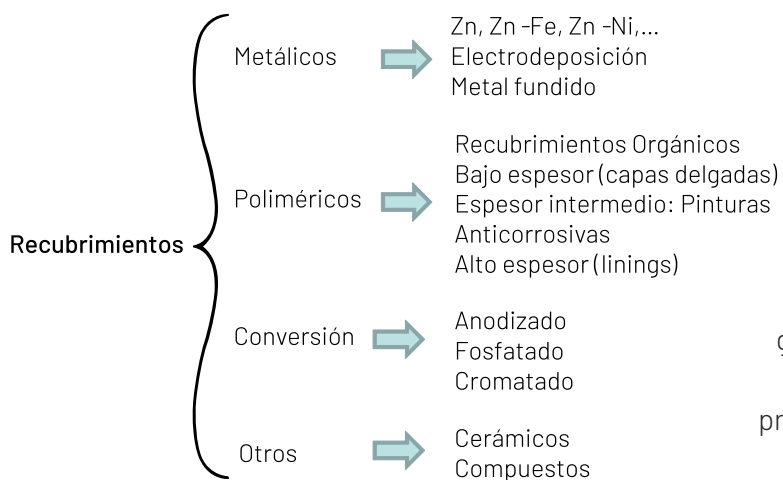 Recubrimientos
Metálicos
Zn, Zn -Fe, Zn -Ni,...
Electrodeposición
Metal fundido
Poliméricos
Recubrimientos Orgánicos
Bajo espesor (capas delgadas)
Espesor intermedio: Pinturas
Anticorrosivas
Alto espesor (linings)
Conversión
Anodizado
Fosfatado
Cromatado
Otros
Cerámicos
Compuestos